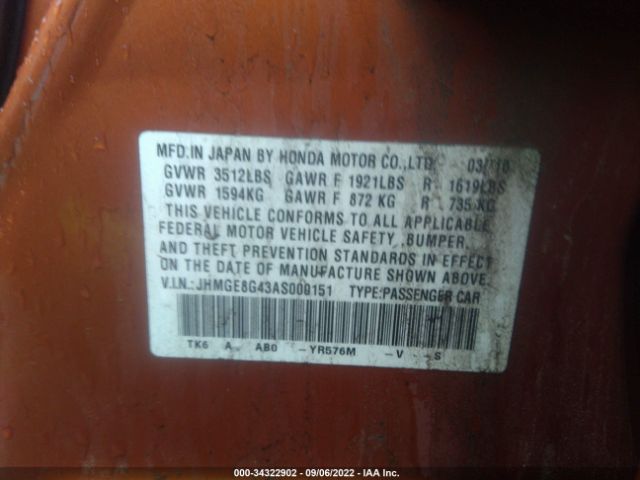 MFD. IN JAPAN BY HONDA MOTOR CO., LTD. 03/10
GVWR 3512LBS GAWR F 1921LBS R 1619LBS
GVWR 1594KG GAWR F 872 KG R 735 KG
THIS VEHICLE CONFORMS TO ALL APPLICABLE
FEDERAL MOTOR VEHICLE SAFETY, BUMPER,
AND THEFT PREVENTION STANDARDS IN EFFECT
ON THE DATE OF MANUFACTURE SHOWN ABOVE.
V.I.N.: JHMGE8G43AS009151 TYPE:PASSENGER CAR
TK6 A AB0 -YR576M -V S
000-34322902 - 09/06/2022 - IAA Inc.